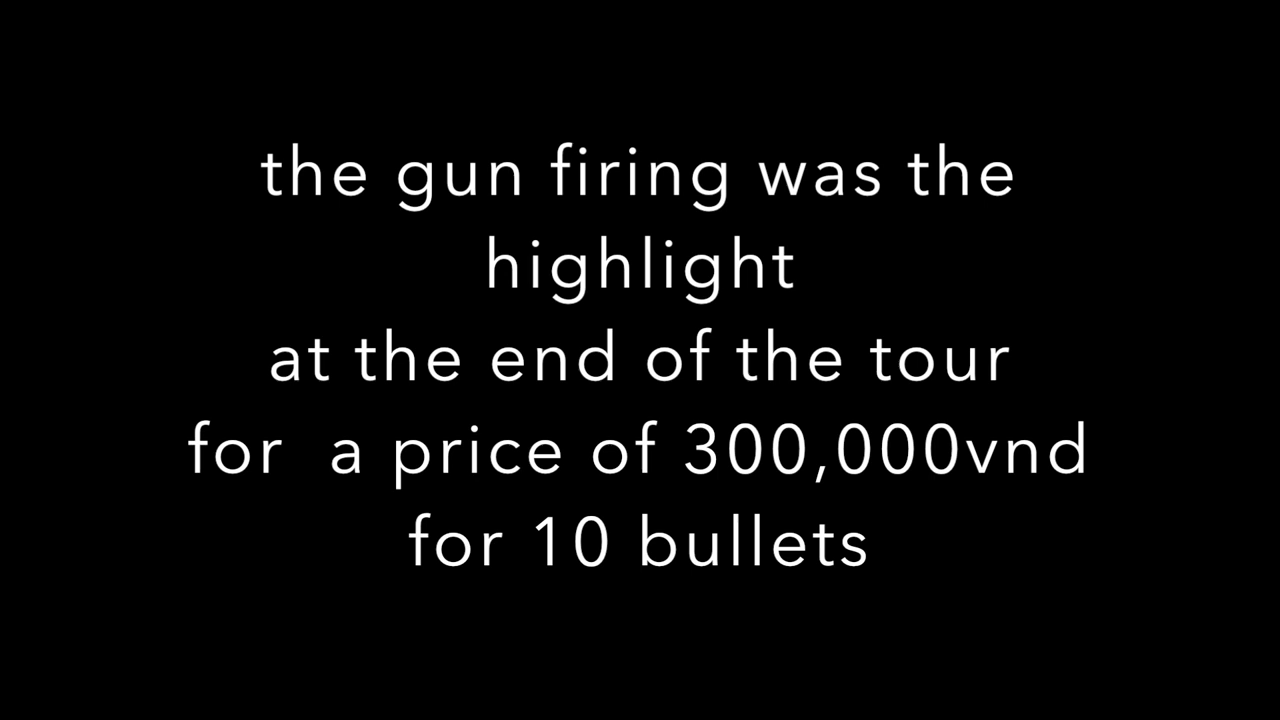 the gun firing was the
highlight
at the end of the tour
for  a price of 300,000vnd
for 10 bullets